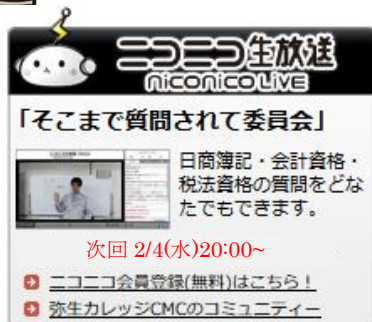 ニコニコ生放送
niconico LIVE
「そこまで質問されて委員会」
日商簿記・会計資格・
税法資格の質問をどな
たでもできます。
次回 2/4(水)20:00~
ニコニコ会員登録(無料)はこちら！
弥生カレッジCMCのコミュニティー